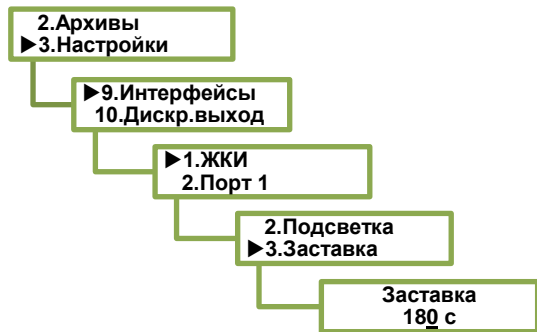 2.Архивы
▶3.Настройки
▶9.Интерфейсы
10.Дискр.выход
▶1.ЖКИ
2.Порт 1
2.Подсветка
▶3.Заставка
Заставка
180 с